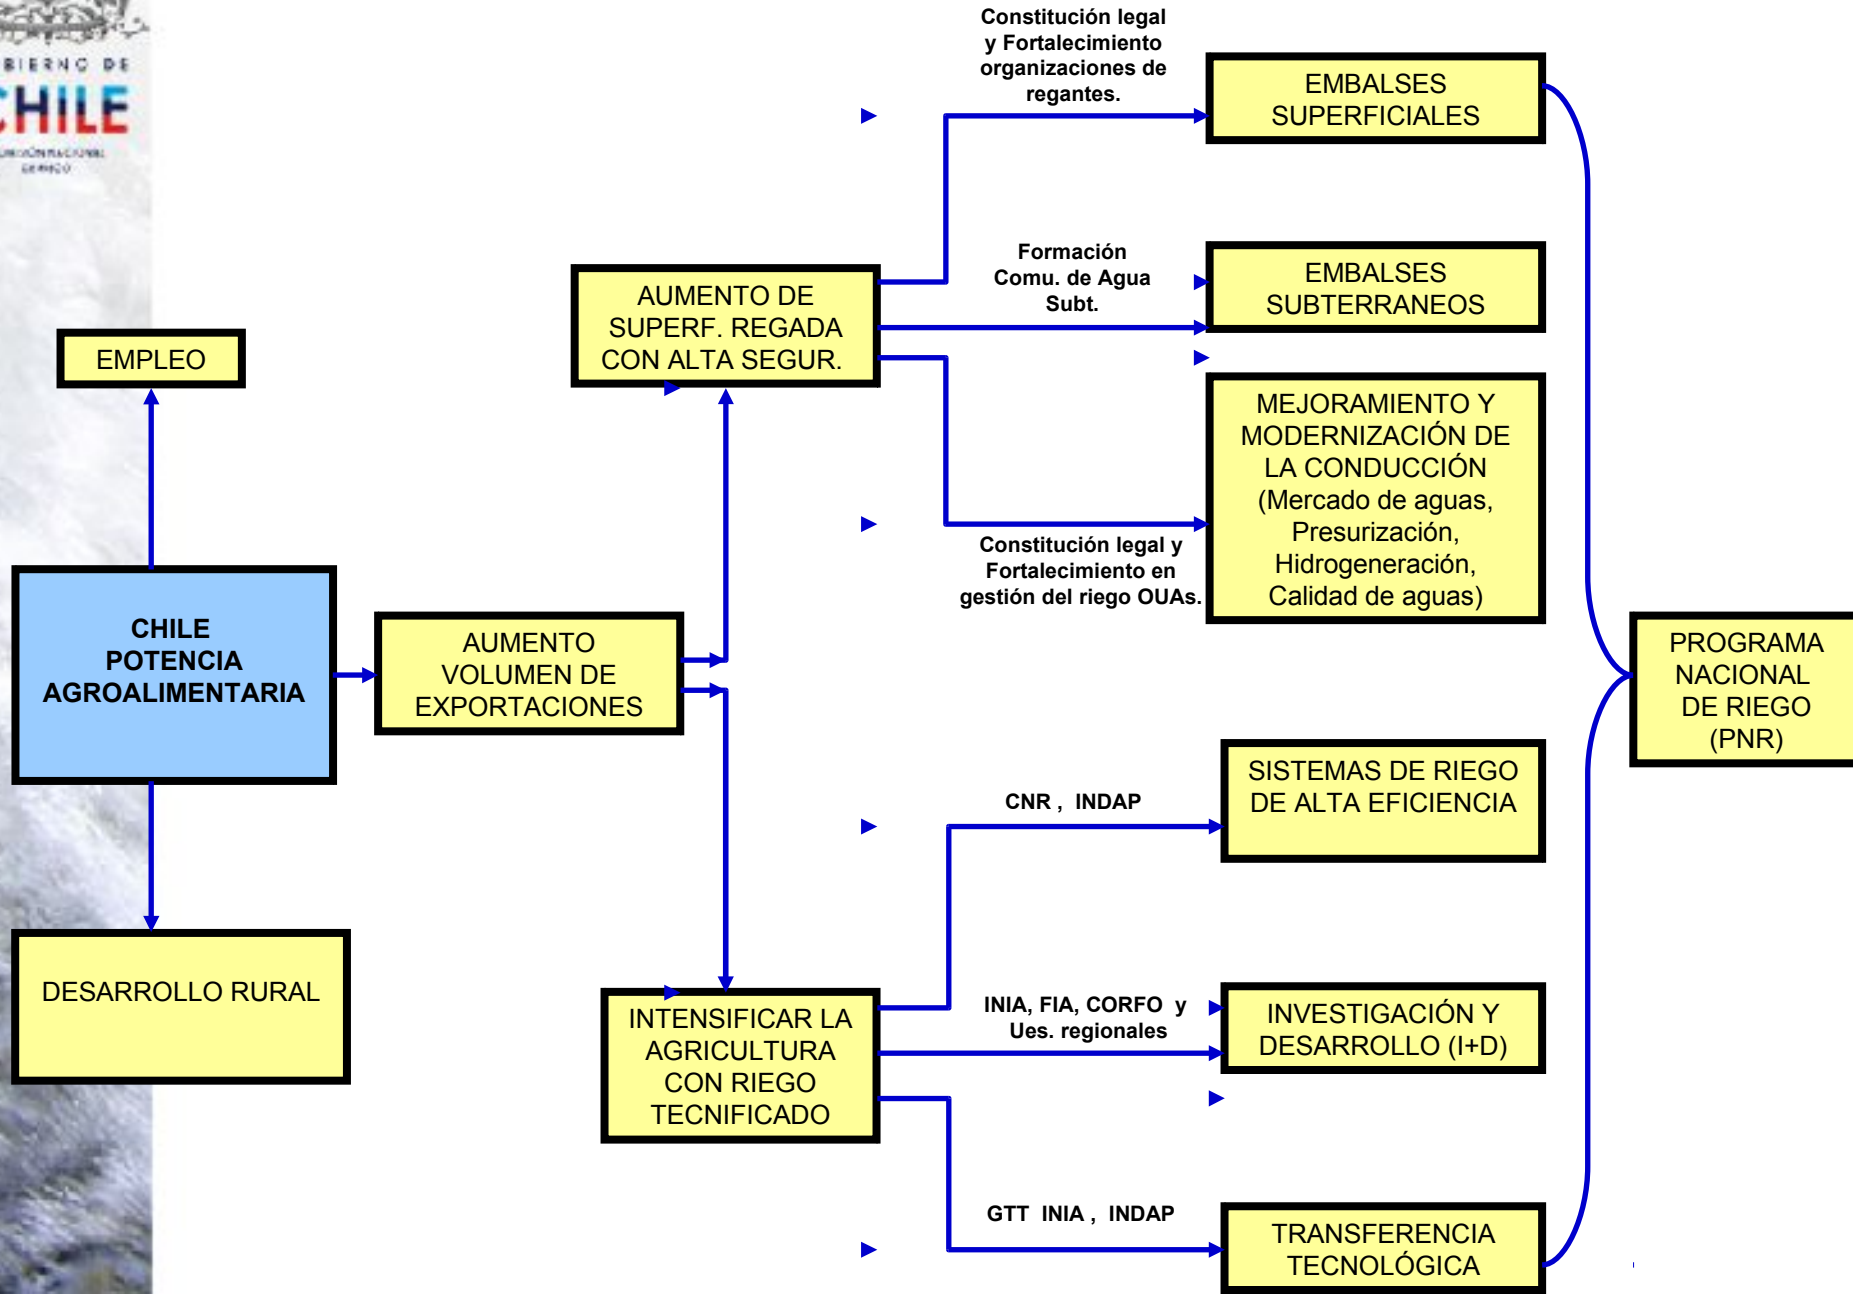 BIERNO DE
CHILE
Constitución legal
y Fortalecimiento
organizaciones de
regantes.
EMBALSES
SUPERFICIALES
Formación
Comu. de Agua
Subt.
EMBALSES
SUBTERRANEOS
AUMENTO DE
SUPERF. REGADA
CON ALTA SEGUR.
EMPLEO
MEJORAMIENTO Y
MODERNIZACIÓN DE
LA CONDUCCIÓN
(Mercado de aguas,
Presurización,
Hidrogeneración,
Calidad de aguas)
Constitución legal y
Fortalecimiento en
gestión del riego OUAs.
CHILE
POTENCIA
AGROALIMENTARIA
AUMENTO
VOLUMEN DE
EXPORTACIONES
PROGRAMA
NACIONAL
DE RIEGO
(PNR)
CNR , INDAP
SISTEMAS DE RIEGO
DE ALTA EFICIENCIA
DESARROLLO RURAL
INTENSIFICAR LA
AGRICULTURA
CON RIEGO
TECNIFICADO
INIA, FIA, CORFO y
Ues. regionales
INVESTIGACIÓN Y
DESARROLLO (I+D)
GTT INIA , INDAP
TRANSFERENCIA
TECNOLÓGICA